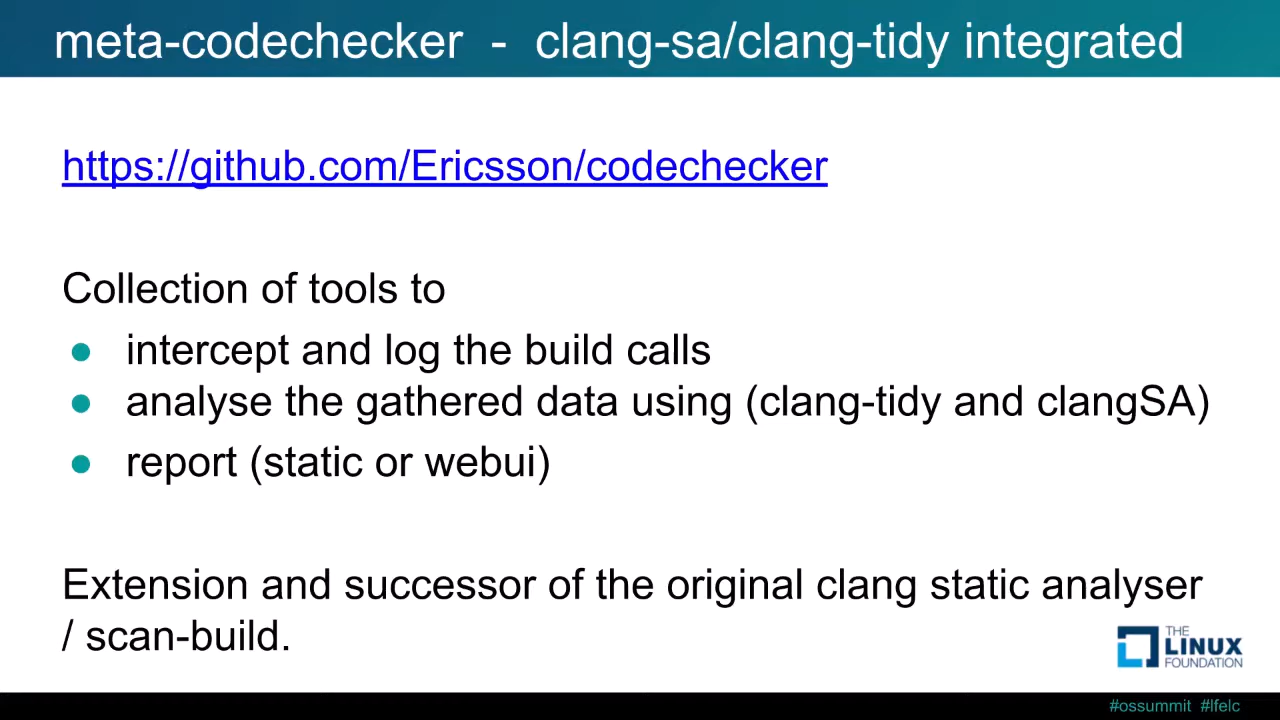 meta-codechecker - clang-sa/clang-tidy integrated
https://github.com/Ericsson/codechecker
Collection of tools to
● intercept and log the build calls
● analyse the gathered data using (clang-tidy and clangSA)
● report (static or webui)
Extension and successor of the original clang static analyser
/ scan-build.
THE
LINUX
FOUNDATION
#ossummit #lfelc